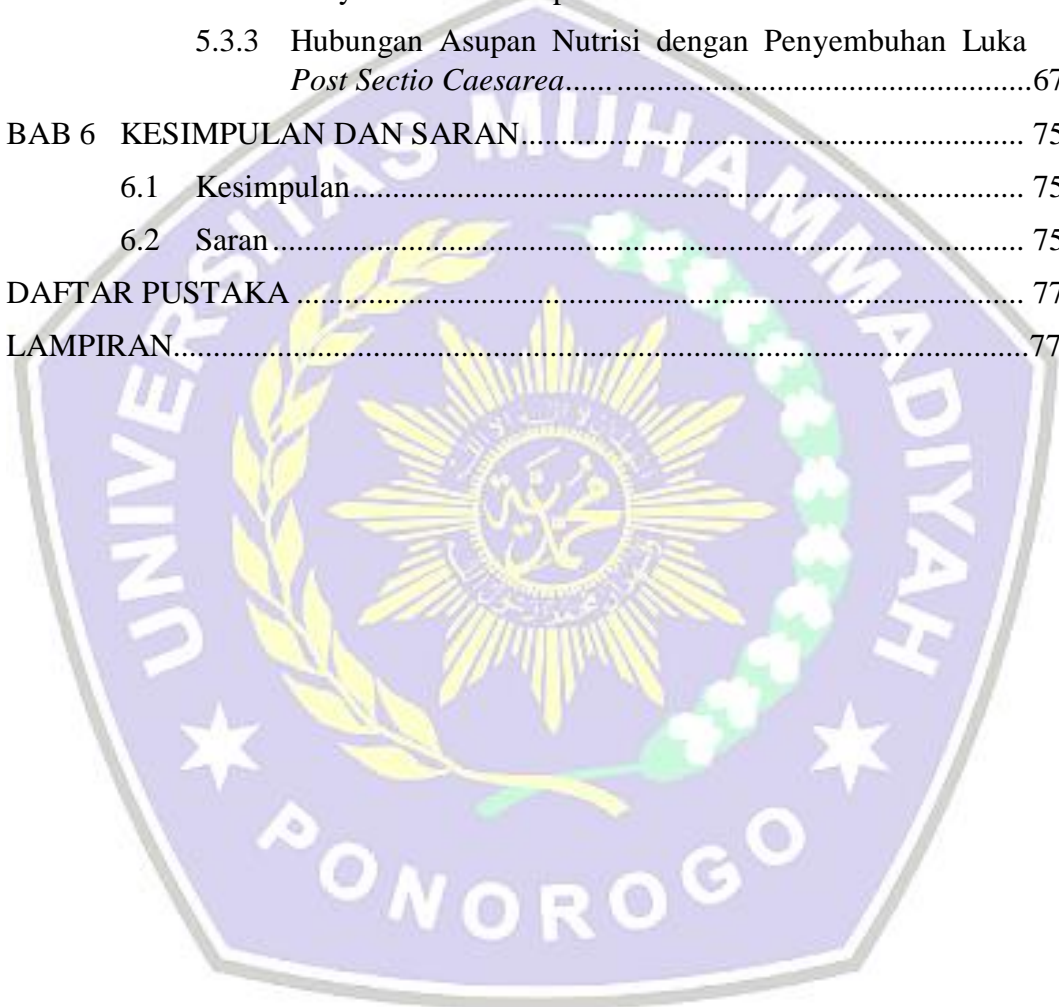 5.3.3 Hubungan Asupan Nutrisi dengan Penyembuhan Luka
Post Sectio Caesarea...... ....................................................67
BAB 6 KESIMPULAN DAN SARAN.................................................................. 75
6.1 Kesimpulan....................................................................................... 75
6.2 Saran................................................................................................. 75
DAFTAR PUSTAKA ............................................................................................. 77
LAMPIRAN.............................................................................................................77
UNIVERSITAS MUHAMMADIYAH
PONOROGO
محمدية